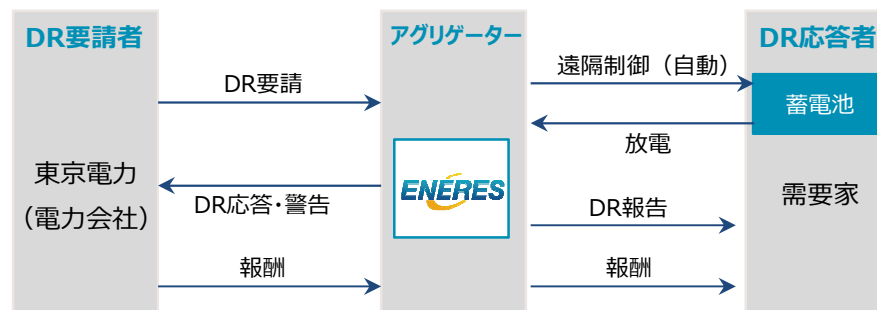 DR要請者
アグリゲーター
DR応答者
DR要請
遠隔制御（自動）
蓄電池
放電
東京電力
（電力会社）
DR応答・警告
ENERES
DR報告
需要家
報酬
報酬